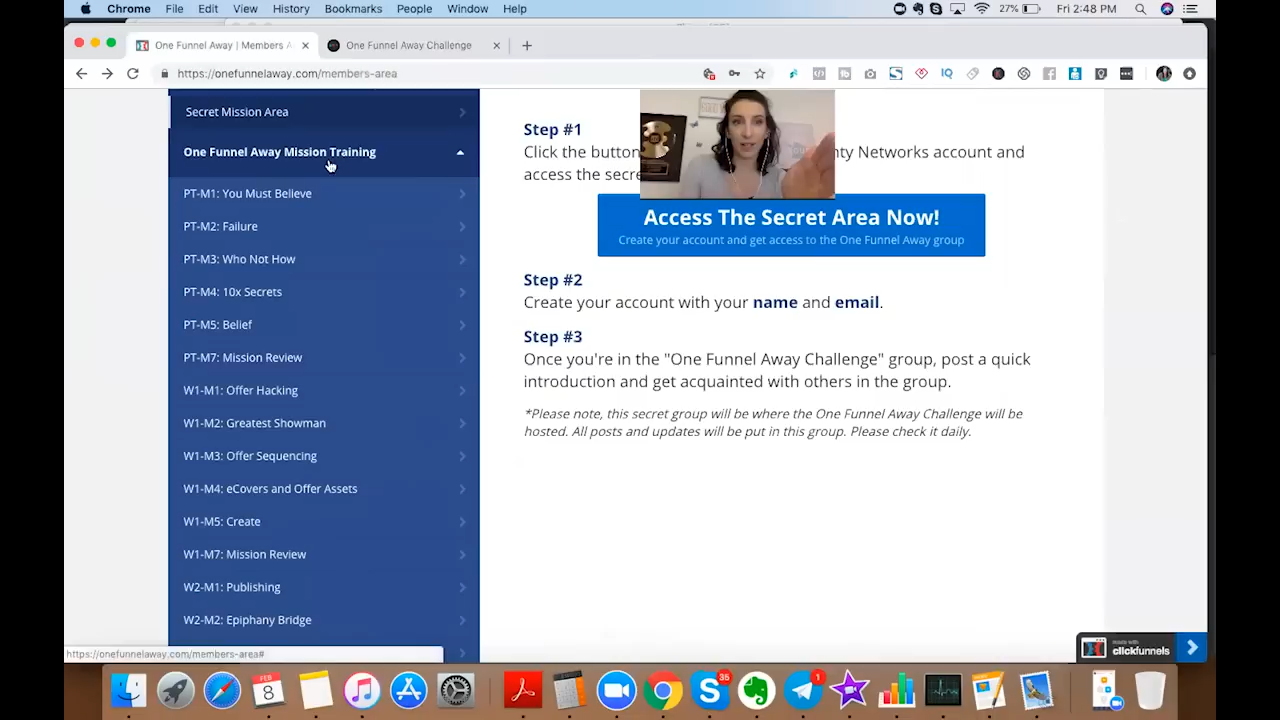 Chrome File Edit View History Bookmarks People Window Help
27% Fri 2:48 PM
One Funnel Away | Members A
One Funnel Away Challenge
https://onefunnelaway.com/members-area
IQ
Secret Mission Area
One Funnel Away Mission Training
PT-M1: You Must Believe
PT-M2: Failure
PT-M3: Who Not How
PT-M4: 10x Secrets
PT-M5: Belief
PT-M7: Mission Review
W1-M1: Offer Hacking
W1-M2: Greatest Showman
W1-M3: Offer Sequencing
W1-M4: eCovers and Offer Assets
W1-M5: Create
W1-M7: Mission Review
W2-M1: Publishing
W2-M2: Epiphany Bridge
https://onefunnelaway.com/members-area#
Step #1
Click the button nty Networks account and
access the secre
Access The Secret Area Now!
Create your account and get access to the One Funnel Away group
Step #2
Create your account with your name and email.
Step #3
Once you're in the "One Funnel Away Challenge" group, post a quick
introduction and get acquainted with others in the group.
*Please note, this secret group will be where the One Funnel Away Challenge will be
hosted. All posts and updates will be put in this group. Please check it daily.
made with
clickfunnels
FEB
8
35
1